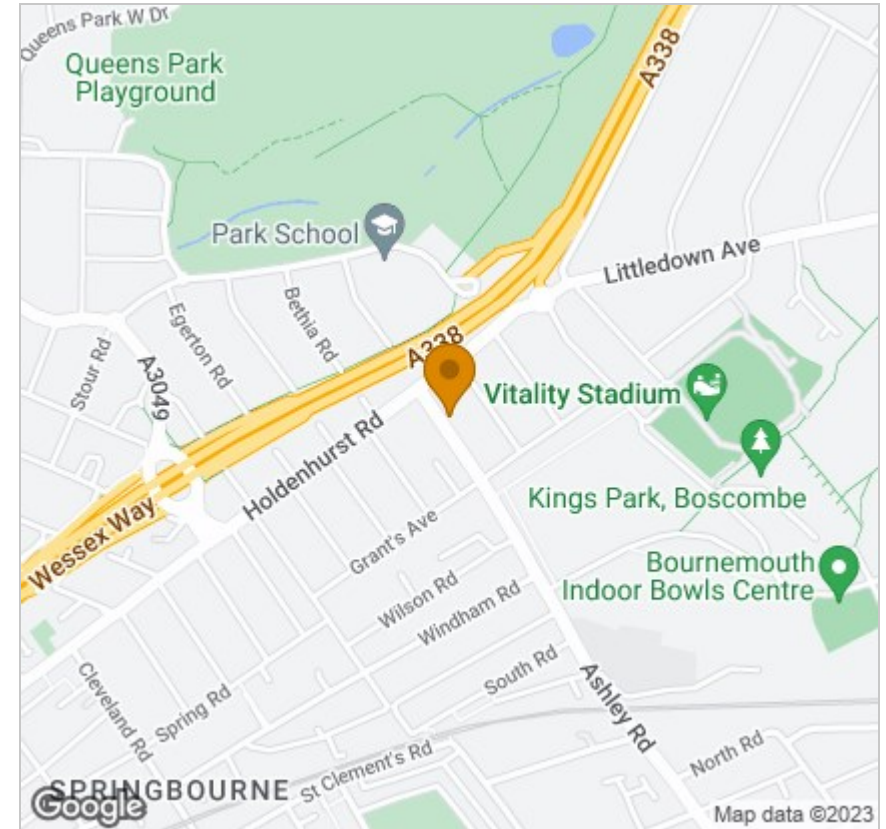 Queens Park W Dr
Queens Park
Playground
A338
Park School
Littledown Ave
Bethia Rd
Egerton Rd
Stour Rd
A3049
A338
Vitality Stadium
Holdenhurst Rd
Kings Park, Boscombe
Wessex Way
Grant's Ave
Bournemouth
Indoor Bowls Centre
Wilson Rd
Windham Rd
South Rd
Ashley Rd
Cleveland Rd
Spring Rd
St Clement's Rd
North Rd
SPRINGBOURNE
Google
Map data ©2023